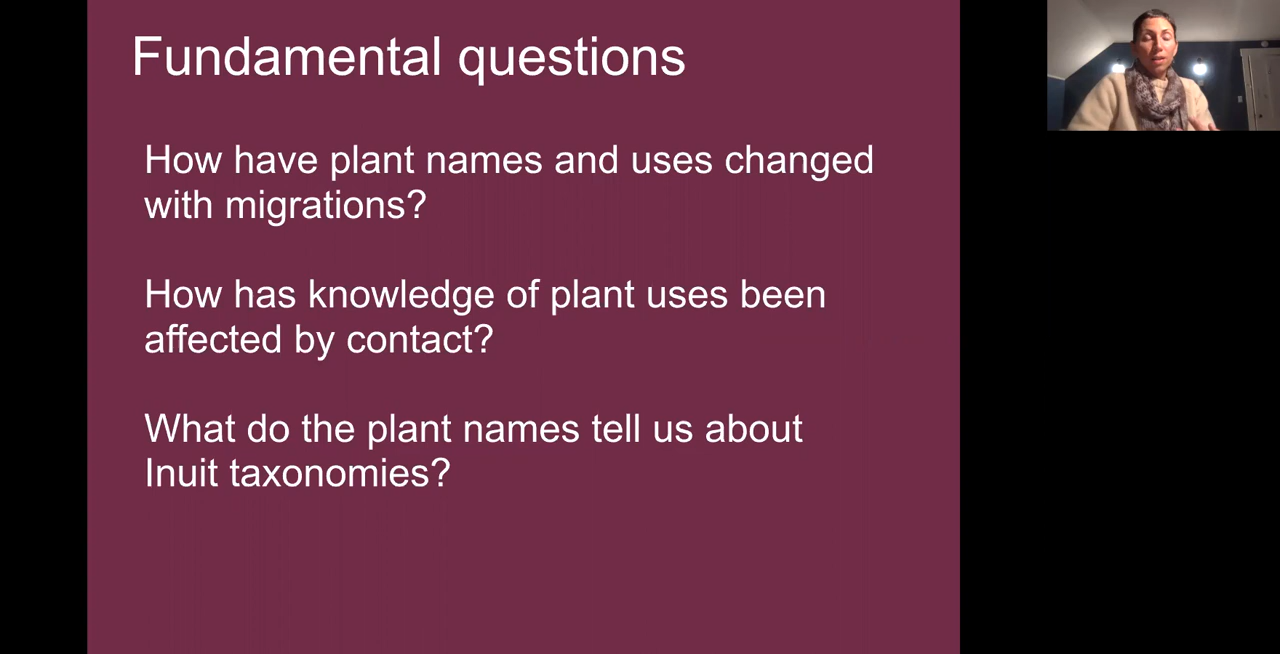 Fundamental questions
How have plant names and uses changed
with migrations?
How has knowledge of plant uses been
affected by contact?
What do the plant names tell us about
Inuit taxonomies?